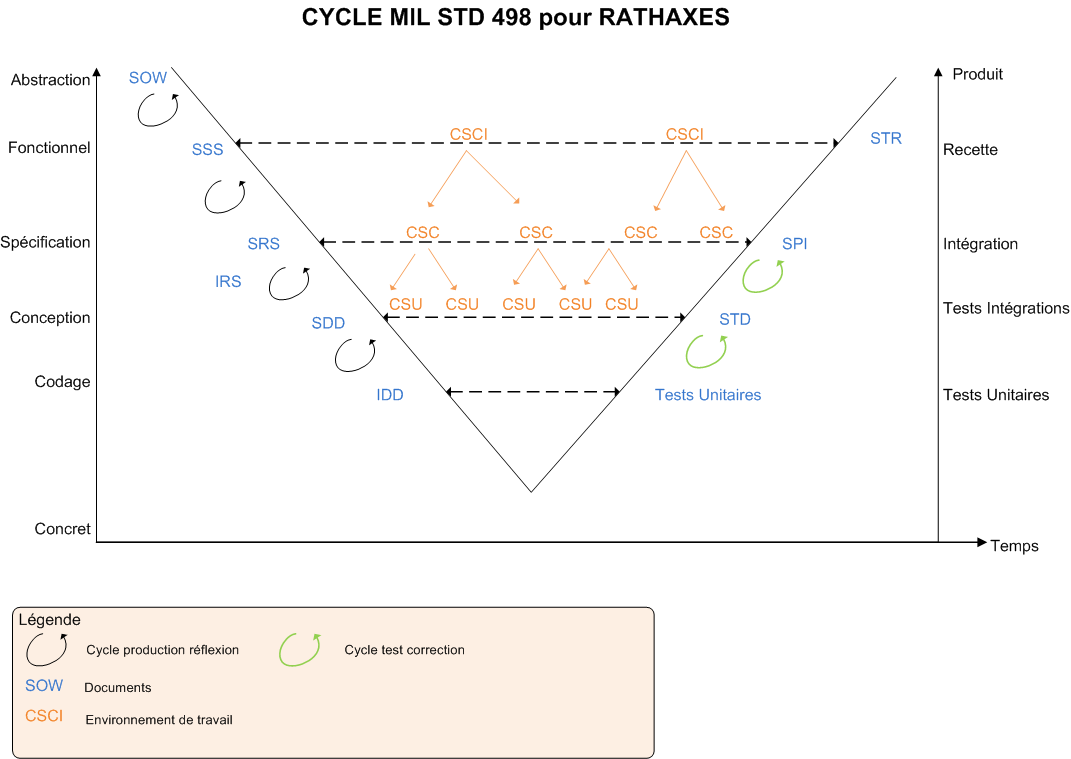 CYCLE MIL STD 498 pour RATHAXES
Abstraction
SOW
Produit
Fonctionnel
SSS
CSCI
CSCI
STR
Recette
Spécification
SRS
CSC
CSC
CSC
CSC
SPI
Intégration
IRS
CSU
CSU
CSU
CSU
CSU
Tests Intégrations
Conception
SDD
STD
Codage
IDD
Tests Unitaires
Tests Unitaires
Concret
Temps
Légende
Cycle production réflexion
Cycle test correction
SOW
Documents
CSCI
Environnement de travail